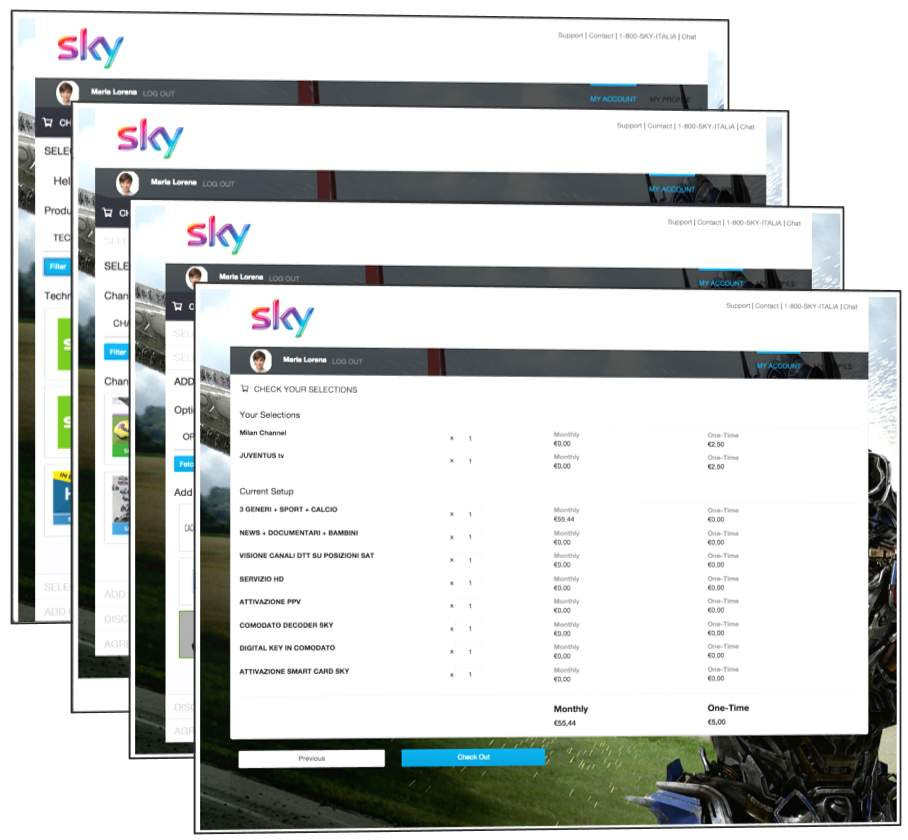 sky
Support | Contact | 1-800-SKY-ITALIA | Chat
Maria Lorena LOG OUT
MY ACCOUNT MY PROFILE
SELE
Hel
Produ
TEC
Filter
Techn
SELE
ADD
sky
Support | Contact | 1-800-SKY-ITALIA | Chat
Maria Lorena LOG OUT
MY ACCOUNT
SELE
Chan
CHA
Filter
Chan
ADD
DISC
AGRE
sky
Support | Contact | 1-800-SKY-ITALIA | Chat
Maria Lorena LOG OUT
MY ACCOUNT
SEL
SEL
ADD
Opti
OP
Fetc
Add
DISC
AGR
sky
Support | Contact | 1-800-SKY-ITALIA | Chat
Maria Lorena LOG OUT
MY ACCOUNT
CHECK YOUR SELECTIONS
Your Selections
Milan Channel x 1 Monthly One-Time
€0,00 €2,50
JUVENTUS tv x 1 Monthly One-Time
€0,00 €2,50
Current Setup
3 GENERI + SPORT + CALCIO x 1 Monthly One-Time
€55,44 €0,00
NEWS + DOCUMENTARI + BAMBINI x 1 Monthly One-Time
€0,00 €0,00
VISIONE CANALI DTT SU POSIZIONI SAT x 1 Monthly One-Time
€0,00 €0,00
SERVIZIO HD x 1 Monthly One-Time
€0,00 €0,00
ATTIVAZIONE PPV x 1 Monthly One-Time
€0,00 €0,00
COMODATO DECODER SKY x 1 Monthly One-Time
€0,00 €0,00
DIGITAL KEY IN COMODATO x 1 Monthly One-Time
€0,00 €0,00
ATTIVAZIONE SMART CARD SKY x 1 Monthly One-Time
€0,00 €0,00
Monthly One-Time
€55,44 €5,00
Previous Check Out